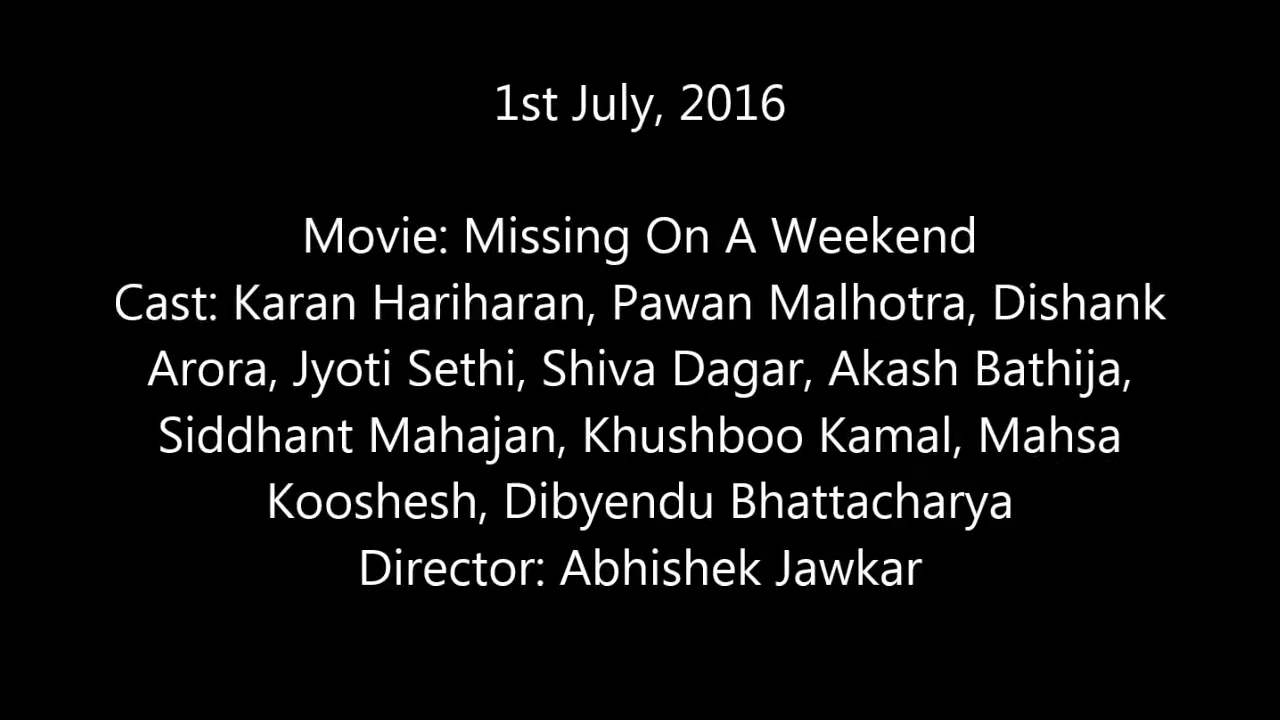 1st July, 2016
Movie: Missing On A Weekend
Cast: Karan Hariharan, Pawan Malhotra, Dishank
Arora, Jyoti Sethi, Shiva Dagar, Akash Bathija,
Siddhant Mahajan, Khushboo Kamal, Mahsa
Kooshesh, Dibyendu Bhattacharya
Director: Abhishek Jawkar